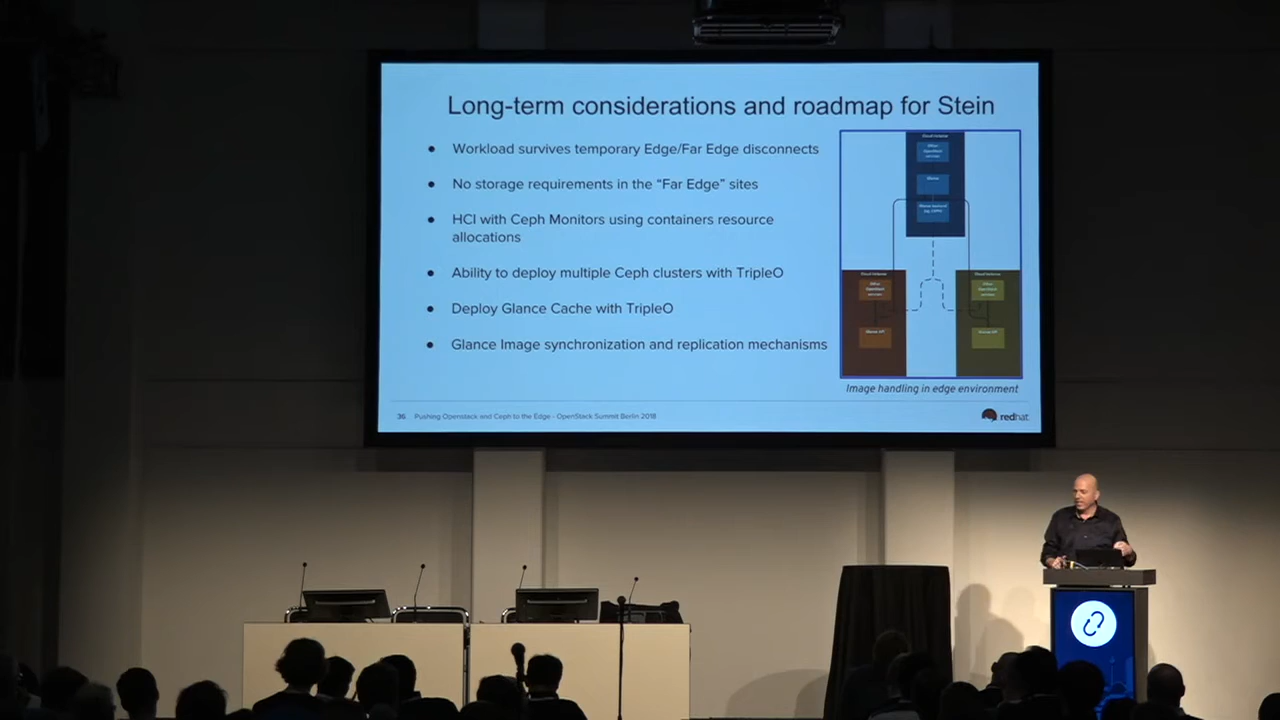 Long-term considerations and roadmap for Stein
● Workload survives temporary Edge/Far Edge disconnects
● No storage requirements in the “Far Edge” sites
● HCI with Ceph Monitors using containers resource
allocations
● Ability to deploy multiple Ceph clusters with TripleO
● Deploy Glance Cache with TripleO
● Glance Image synchronization and replication mechanisms
Image handling in edge environment
36 Pushing Openstack and Ceph to the Edge - OpenStack Summit Berlin 2018
redhat